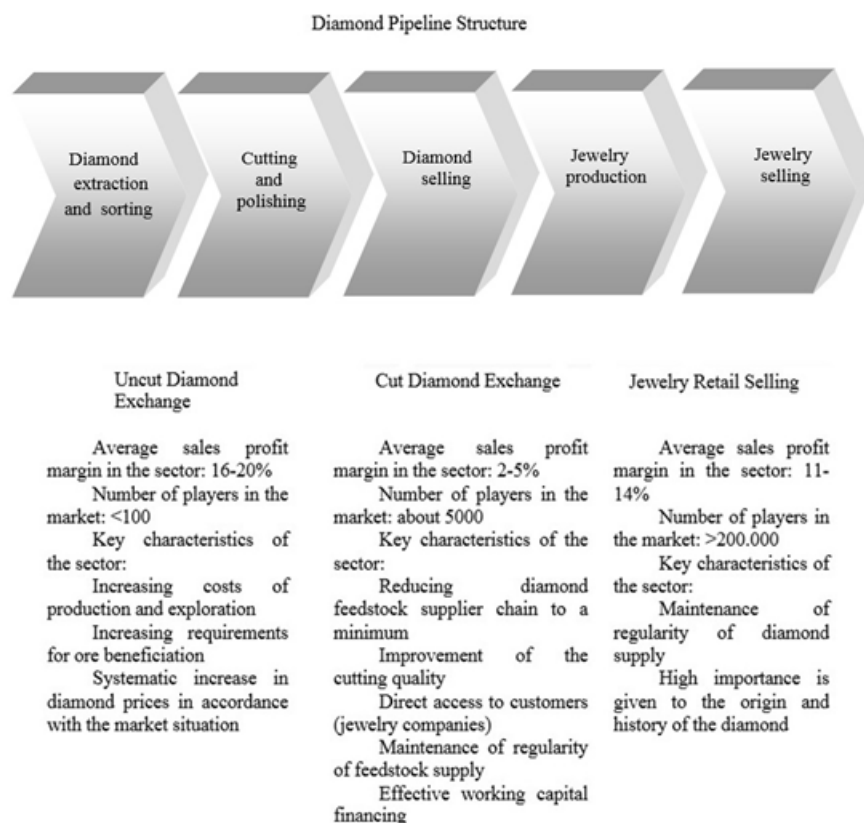 Diamond Pipeline Structure
Diamond
extraction
and sorting
Cutting
and
polishing
Diamond
selling
Jewelry
production
Jewelry
selling
Uncut Diamond
Exchange
Average sales profit
margin in the sector: 16-20%
Number of players in the
market: <100
Key characteristics of
the sector:
Increasing costs of
production and exploration
Increasing requirements
for ore beneficiation
Systematic increase in
diamond prices in accordance
with the market situation
Cut Diamond Exchange
Average sales profit
margin in the sector: 2-5%
Number of players in the
market: about 5000
Key characteristics of the
sector:
Reducing diamond
feedstock supplier chain to a
minimum
Improvement of the
cutting quality
Direct access to customers
(jewelry companies)
Maintenance of regularity
of feedstock supply
Effective working capital
financing
Jewelry Retail Selling
Average sales profit
margin in the sector: 11-
14%
Number of players in
the market: >200.000
Key characteristics of
the sector:
Maintenance of
regularity of diamond
supply
High importance is
given to the origin and
history of the diamond